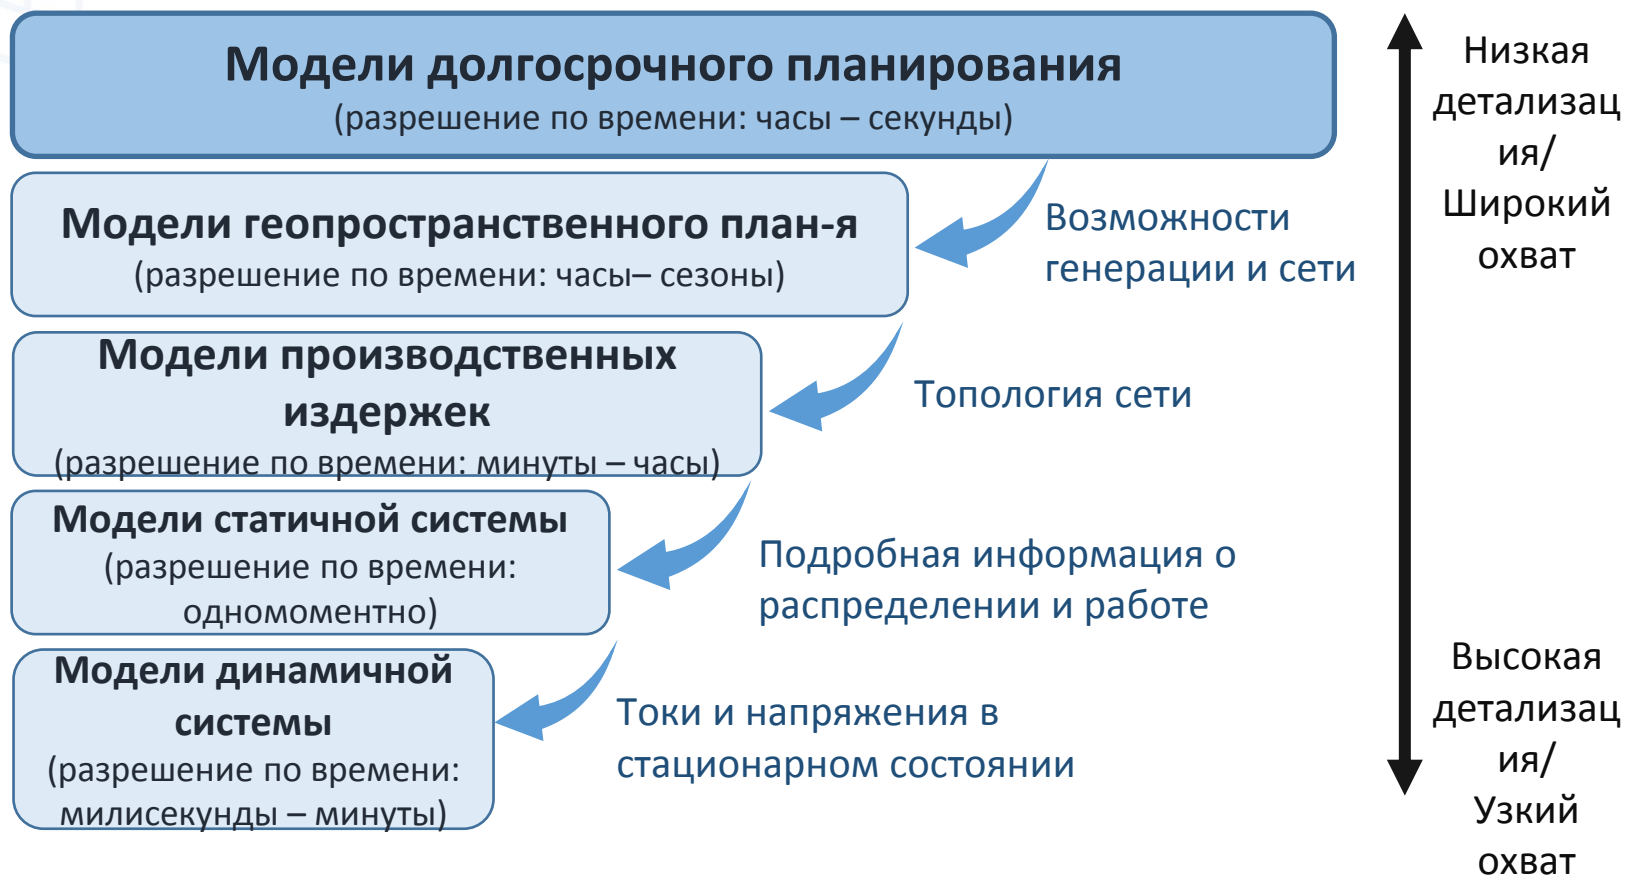 Модели долгосрочного планирования
(разрешение по времени: часы – секунды)
Модели геопространственного план-я
(разрешение по времени: часы– сезоны)
Модели производственных
издержек
(разрешение по времени: минуты – часы)
Модели статичной системы
(разрешение по времени:
одномоментно)
Модели динамичной
системы
(разрешение по времени:
милисекунды – минуты)
Возможности
генерации и сети
Топология сети
Подробная информация о
распределении и работе
Токи и напряжения в
стационарном состоянии
Низкая
детализац
ия/
Широкий
охват
Высокая
детализац
ия/
Узкий
охват